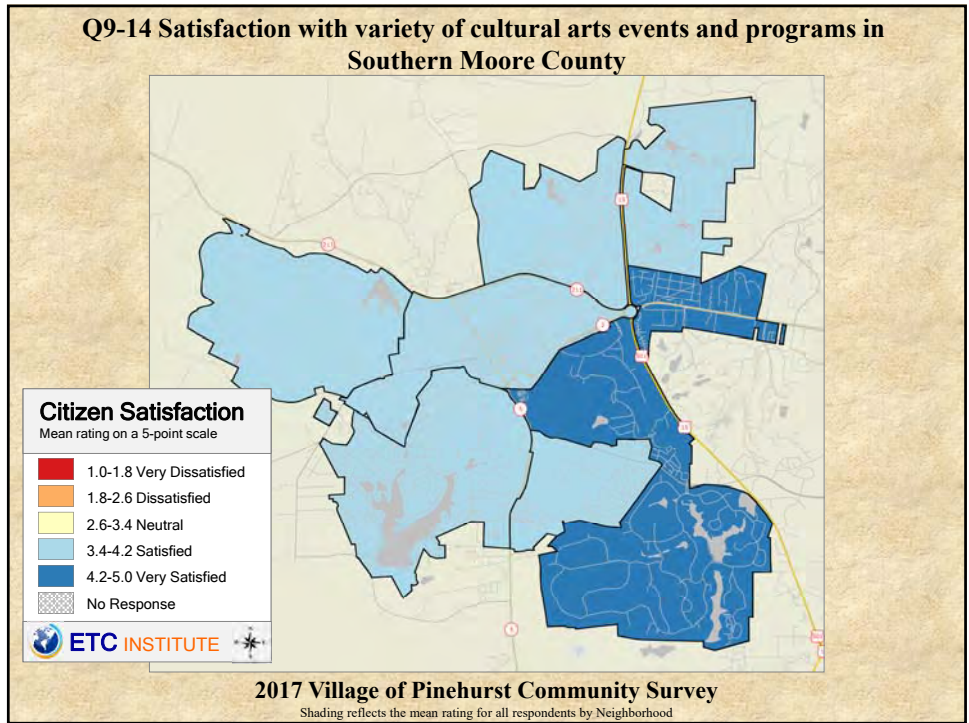 Q9-14 Satisfaction with variety of cultural arts events and programs in
Southern Moore County
Citizen Satisfaction
Mean rating on a 5-point scale
1.0-1.8 Very Dissatisfied
1.8-2.6 Dissatisfied
2.6-3.4 Neutral
3.4-4.2 Satisfied
4.2-5.0 Very Satisfied
No Response
ETC INSTITUTE
2017 Village of Pinehurst Community Survey
Shading reflects the mean rating for all respondents by Neighborhood